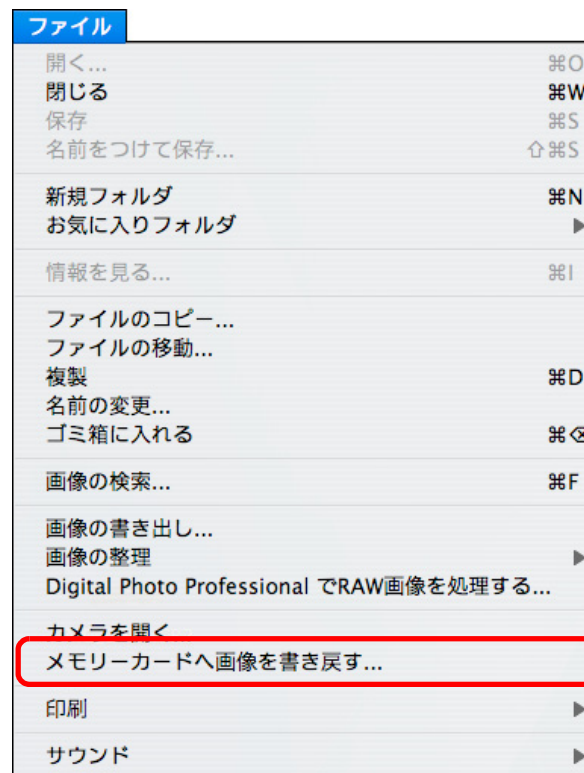 ファイル
開く... ⌘O
閉じる ⌘W
保存 ⌘S
名前をつけて保存... ⇧⌘S
新規フォルダ ⌘N
お気に入りフォルダ ▶
情報を見る... ⌘I
ファイルのコピー...
ファイルの移動...
複製 ⌘D
名前の変更...
ゴミ箱に入れる ⌘⌫
画像の検索... ⌘F
画像の書き出し...
画像の整理 ▶
Digital Photo Professional でRAW画像を処理する...
カメラを開く
メモリーカードへ画像を書き戻す...
印刷 ▶
サウンド ▶